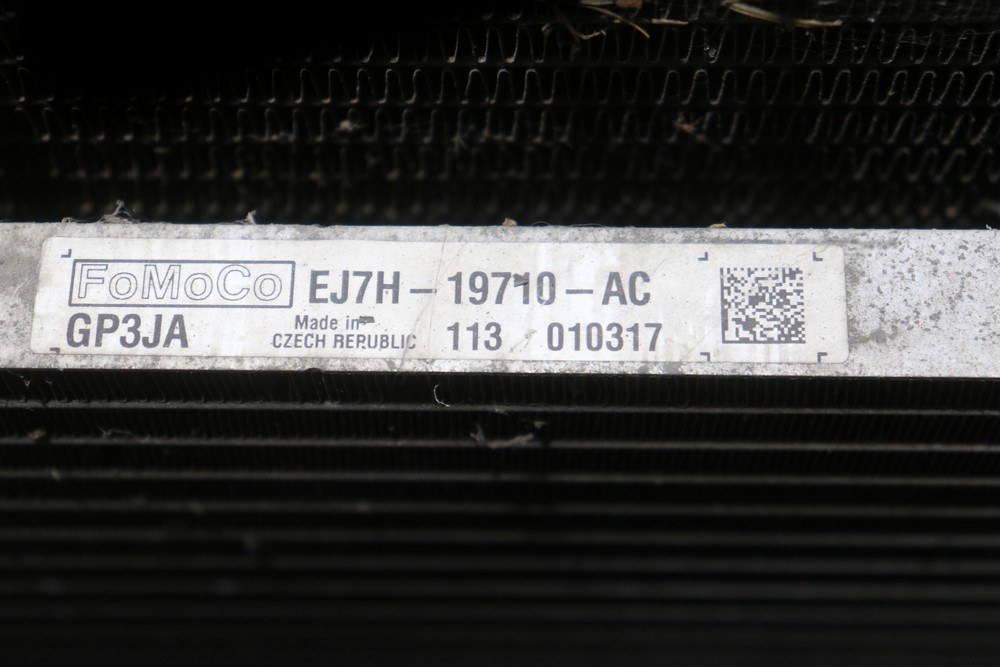 FoMoCo EJ7H-19710-AC
GP3JA Made in CZECH REPUBLIC 113 010317